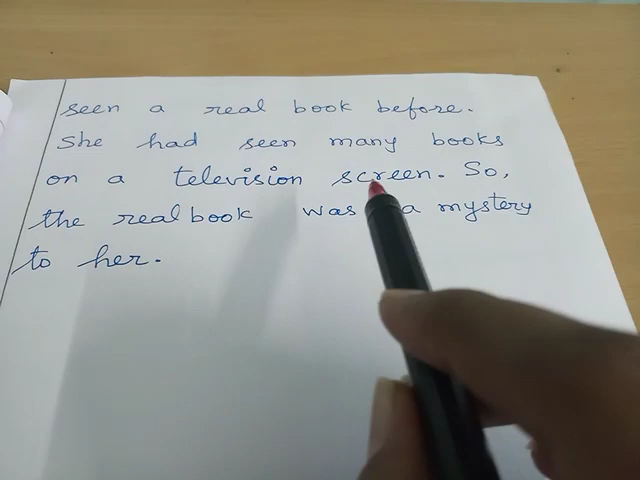 seen a real book before.
She had seen many books
on a television screen. So,
the real book was a mystery
to her.